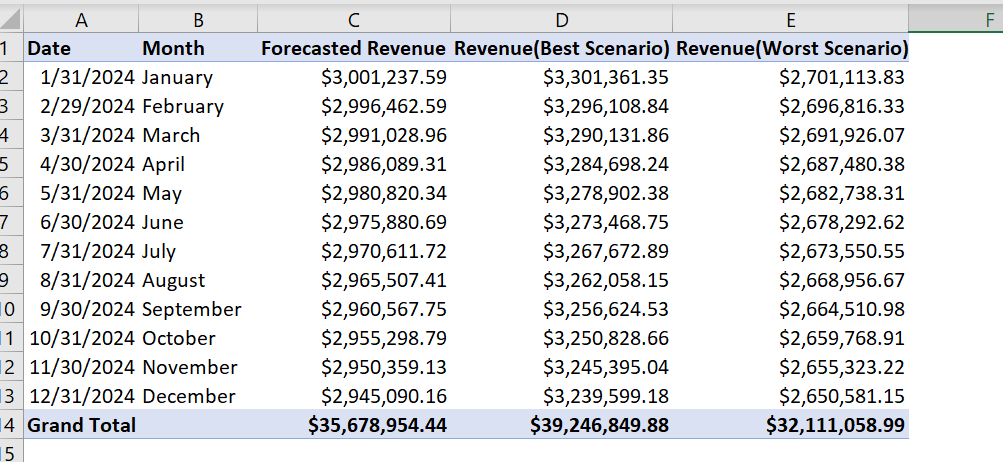 A B C D E F
1 Date Month Forecasted Revenue Revenue(Best Scenario) Revenue(Worst Scenario)
2 1/31/2024 January $3,001,237.59 $3,301,361.35 $2,701,113.83
3 2/29/2024 February $2,996,462.59 $3,296,108.84 $2,696,816.33
4 3/31/2024 March $2,991,028.96 $3,290,131.86 $2,691,926.07
5 4/30/2024 April $2,986,089.31 $3,284,698.24 $2,687,480.38
6 5/31/2024 May $2,980,820.34 $3,278,902.38 $2,682,738.31
7 6/30/2024 June $2,975,880.69 $3,273,468.75 $2,678,292.62
8 7/31/2024 July $2,970,611.72 $3,267,672.89 $2,673,550.55
9 8/31/2024 August $2,965,507.41 $3,262,058.15 $2,668,956.67
10 9/30/2024 September $2,960,567.75 $3,256,624.53 $2,664,510.98
11 10/31/2024 October $2,955,298.79 $3,250,828.66 $2,659,768.91
12 11/30/2024 November $2,950,359.13 $3,245,395.04 $2,655,323.22
13 12/31/2024 December $2,945,090.16 $3,239,599.18 $2,650,581.15
14 Grand Total $35,678,954.44 $39,246,849.88 $32,111,058.99
15